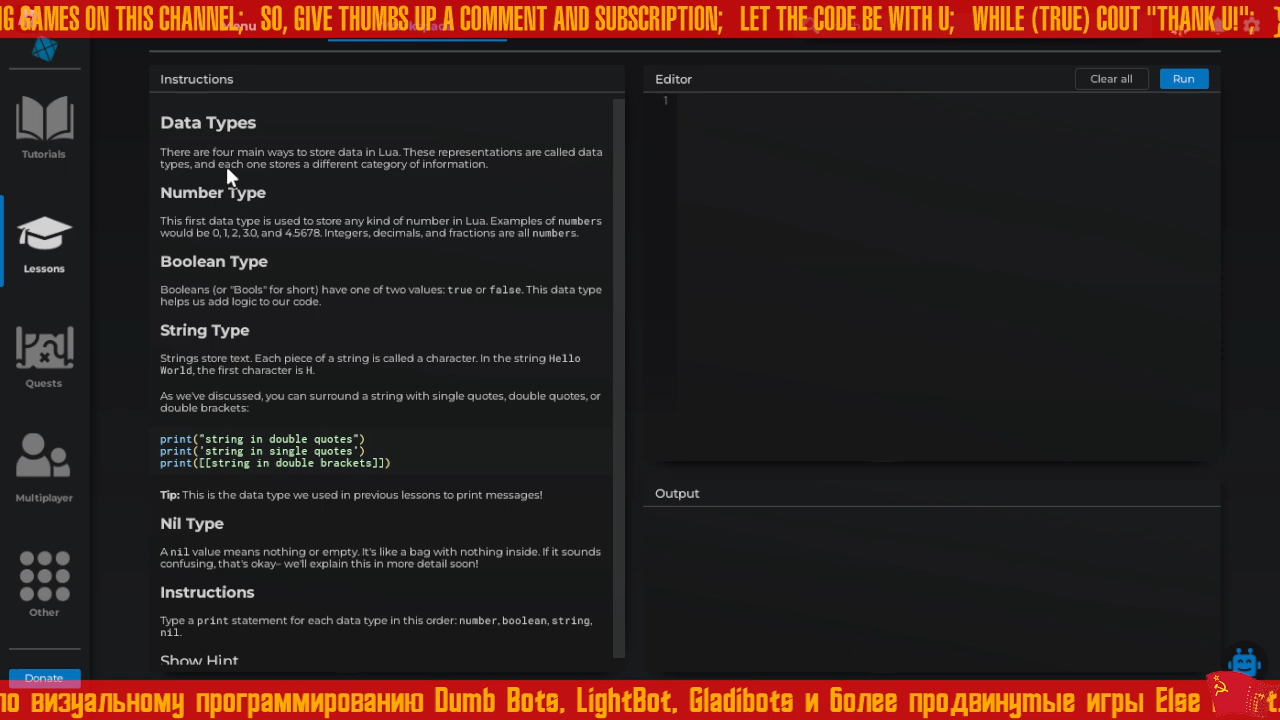 G GAMES ON THIS CHANNEL;   SO, GIVE THUMBS UP A COMMENT AND SUBSCRIPTION;   LET THE CODE BE WITH U;   WHILE (TRUE) COUT "THANK U!";   }
Instructions
Editor
Clear all
Run
1
Tutorials
Lessons
Quests
Multiplayer
Other
Donate
Data Types
There are four main ways to store data in Lua. These representations are called data
types, and each one stores a different category of information.
Number Type
This first data type is used to store any kind of number in Lua. Examples of numbers
would be 0, 1, 2, 3.0, and 4.5678. Integers, decimals, and fractions are all numbers.
Boolean Type
Booleans (or "Bools" for short) have one of two values: true or false. This data type
helps us add logic to our code.
String Type
Strings store text. Each piece of a string is called a character. In the string Hello
World, the first character is H.
As we've discussed, you can surround a string with single quotes, double quotes, or
double brackets:
print("string in double quotes")
print('string in single quotes')
print([[string in double brackets]])
Tip: This is the data type we used in previous lessons to print messages!
Nil Type
A nil value means nothing or empty. It's like a bag with nothing inside. If it sounds
confusing, that's okay- we'll explain this in more detail soon!
Instructions
Type a print statement for each data type in this order: number, boolean, string,
nil.
Show Hint
Output
по визуальному программированию Dumb Bots, LightBot, Gladibots и более продвинутые игры Else